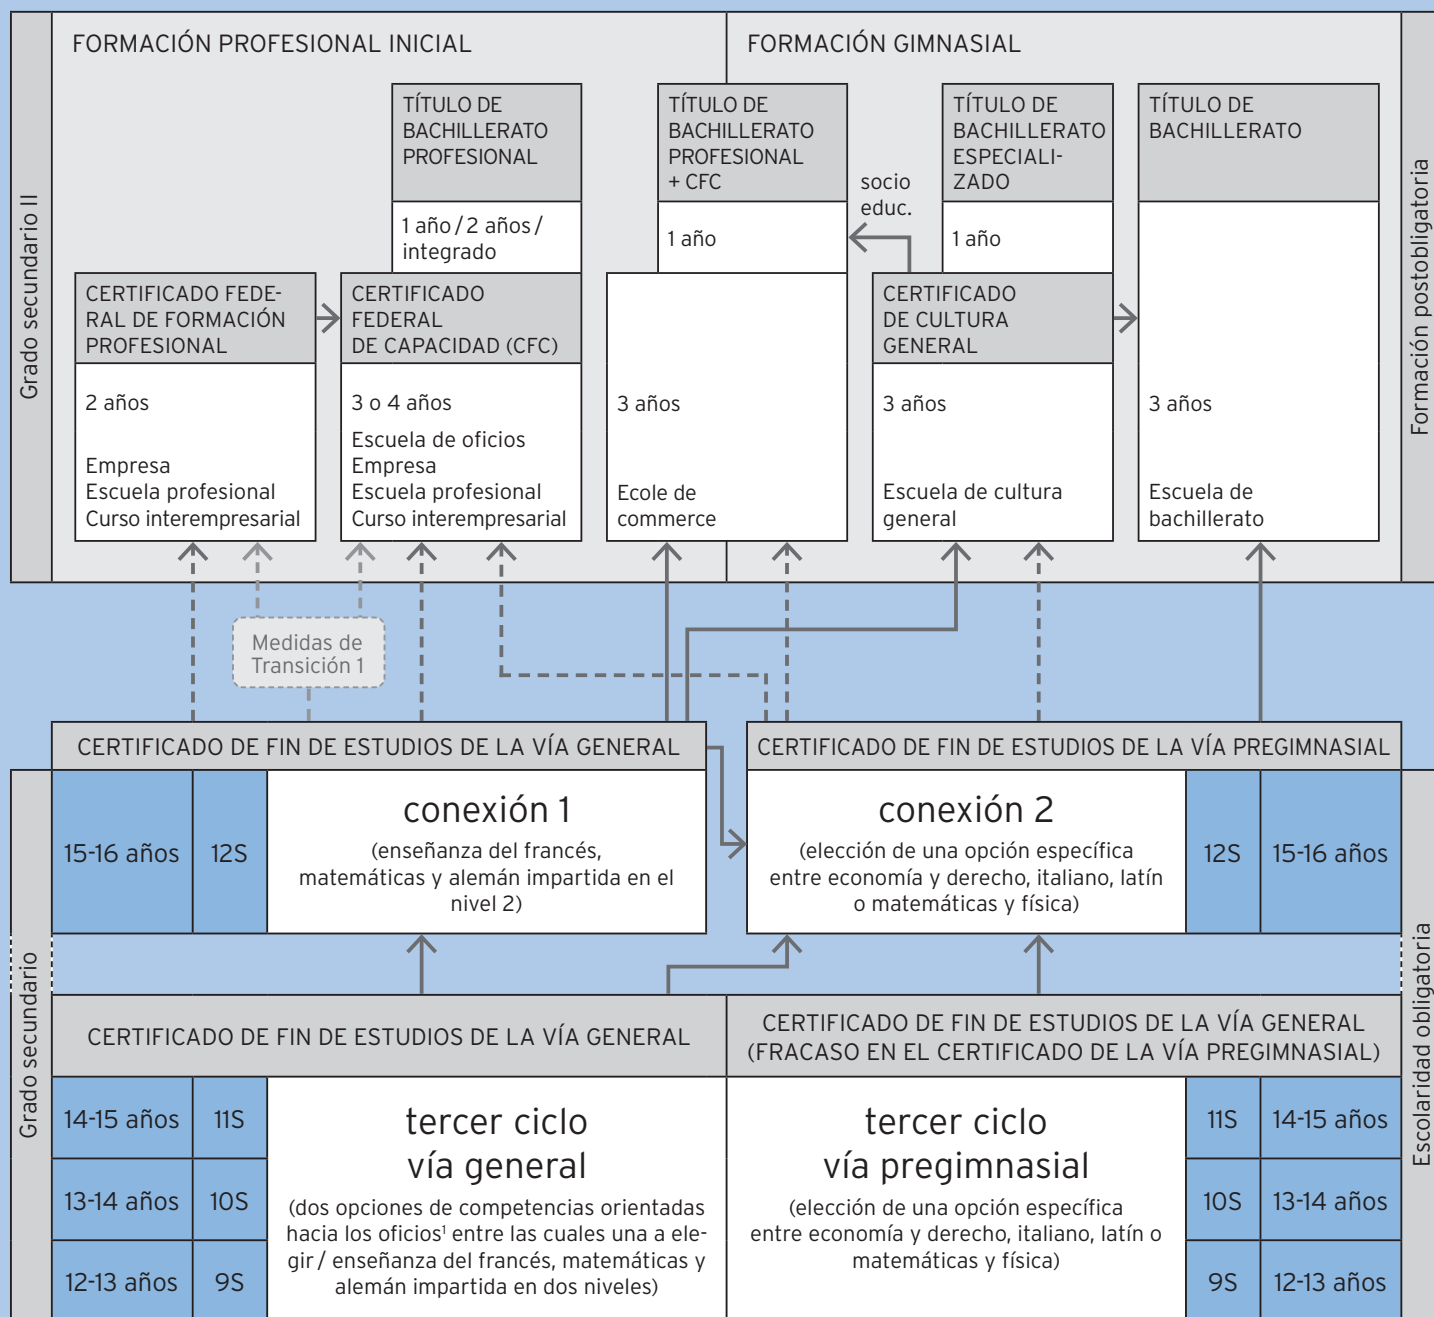 FORMACIÓN PROFESIONAL INICIAL
FORMACIÓN GIMNASIAL
Grado secundario II
Formación postobligatoria
TÍTULO DE
BACHILLERATO
PROFESIONAL
1 año / 2 años /
integrado
TÍTULO DE
BACHILLERATO
PROFESIONAL
+ CFC
1 año
socio
educ.
TÍTULO DE
BACHILLERATO
ESPECIALI-
ZADO
1 año
TÍTULO DE
BACHILLERATO
CERTIFICADO FEDE-
RAL DE FORMACIÓN
PROFESIONAL
2 años
Empresa
Escuela profesional
Curso interempresarial
CERTIFICADO
FEDERAL
DE CAPACIDAD (CFC)
3 o 4 años
Escuela de oficios
Empresa
Escuela profesional
Curso interempresarial
3 años
Ecole de
commerce
CERTIFICADO
DE CULTURA
GENERAL
3 años
Escuela de cultura
general
3 años
Escuela de
bachillerato
Medidas de
Transición 1
CERTIFICADO DE FIN DE ESTUDIOS DE LA VÍA GENERAL
CERTIFICADO DE FIN DE ESTUDIOS DE LA VÍA PREGIMNASIAL
15-16 años
12S
conexión 1
(enseñanza del francés,
matemáticas y alemán impartida en el
nivel 2)
conexión 2
(elección de una opción específica
entre economía y derecho, italiano, latín
o matemáticas y física)
12S
15-16 años
Grado secundario
Escolaridad obligatoria
CERTIFICADO DE FIN DE ESTUDIOS DE LA VÍA GENERAL
CERTIFICADO DE FIN DE ESTUDIOS DE LA VÍA GENERAL
(FRACASO EN EL CERTIFICADO DE LA VÍA PREGIMNASIAL)
14-15 años
11S
13-14 años
10S
12-13 años
9S
tercer ciclo
vía general
(dos opciones de competencias orientadas
hacia los oficios¹ entre las cuales una a ele-
gir / enseñanza del francés, matemáticas y
alemán impartida en dos niveles)
tercer ciclo
vía pregimnasial
(elección de una opción específica
entre economía y derecho, italiano, latín o
matemáticas y física)
11S
14-15 años
10S
13-14 años
9S
12-13 años